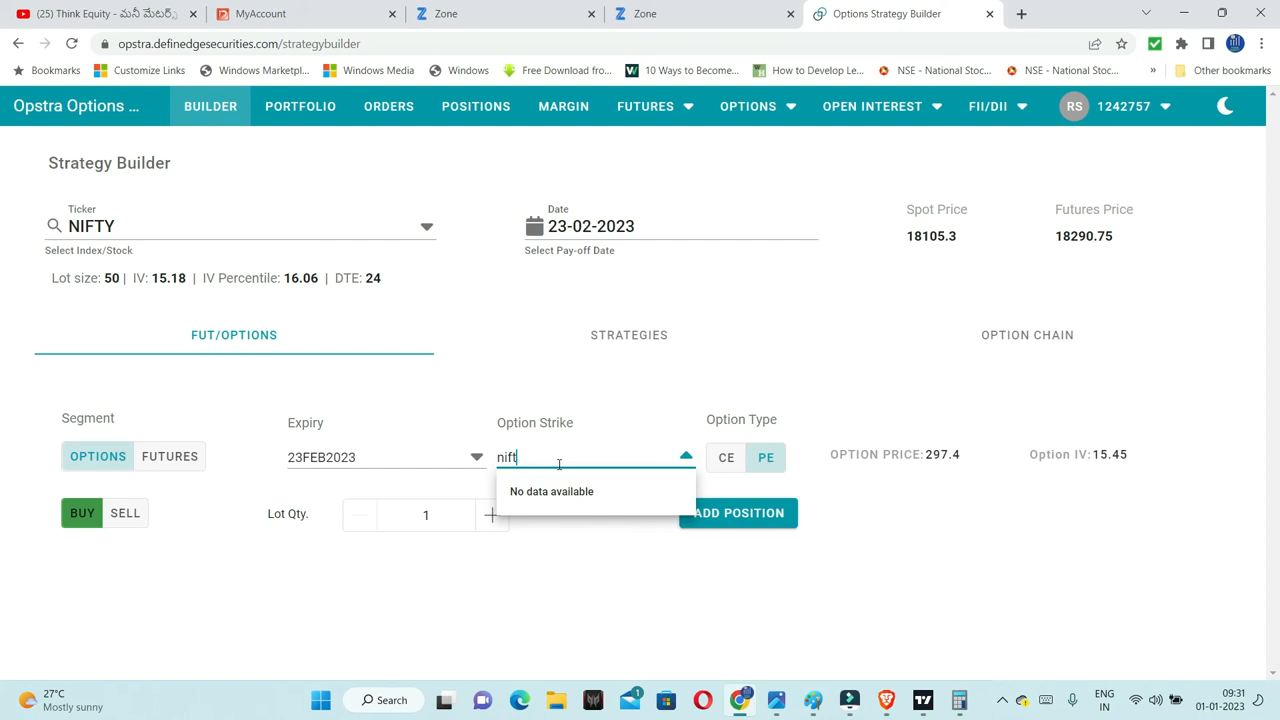 (25) Think Equity - మనీ మేటర్స్
MyAccount
Zone
Zone
Options Strategy Builder
opstra.definedgesecurities.com/strategybuilder
Bookmarks
Customize Links
Windows Marketpl...
Windows Media
Windows
Free Download fro...
10 Ways to Become...
How to Develop Le...
NSE - National Stoc...
NSE - National Stoc...
»
Other bookmarks
Opstra Options ...
BUILDER
PORTFOLIO
ORDERS
POSITIONS
MARGIN
FUTURES
OPTIONS
OPEN INTEREST
FII/DII
RS
1242757
Strategy Builder
Ticker
NIFTY
Select Index/Stock
Date
23-02-2023
Select Pay-off Date
Spot Price
18105.3
Futures Price
18290.75
Lot size: 50 | IV: 15.18 | IV Percentile: 16.06 | DTE: 24
FUT/OPTIONS
STRATEGIES
OPTION CHAIN
Segment
OPTIONS
FUTURES
Expiry
23FEB2023
Option Strike
nift
No data available
Option Type
CE
PE
OPTION PRICE:297.4
Option IV:15.45
BUY
SELL
Lot Qty.
1
ADD POSITION
27°C
Mostly sunny
Search
1
ENG
IN
09:31
01-01-2023